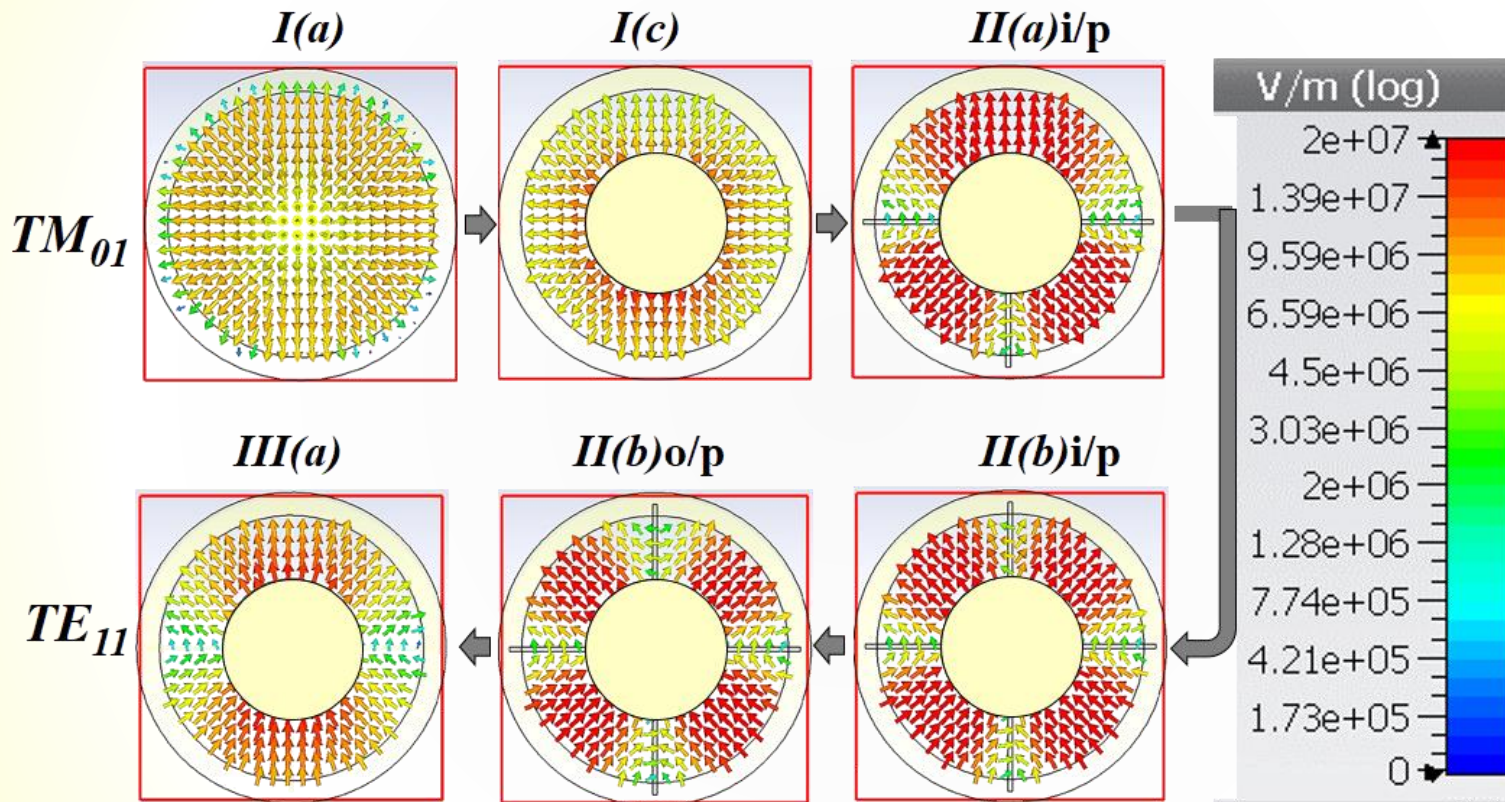 I(a)
I(c)
II(a)i/p
TM01
III(a)
II(b)o/p
II(b)i/p
TE11
V/m (log)
2e+07
1.39e+07
9.59e+06
6.59e+06
4.5e+06
3.03e+06
2e+06
1.28e+06
7.74e+05
4.21e+05
1.73e+05
0